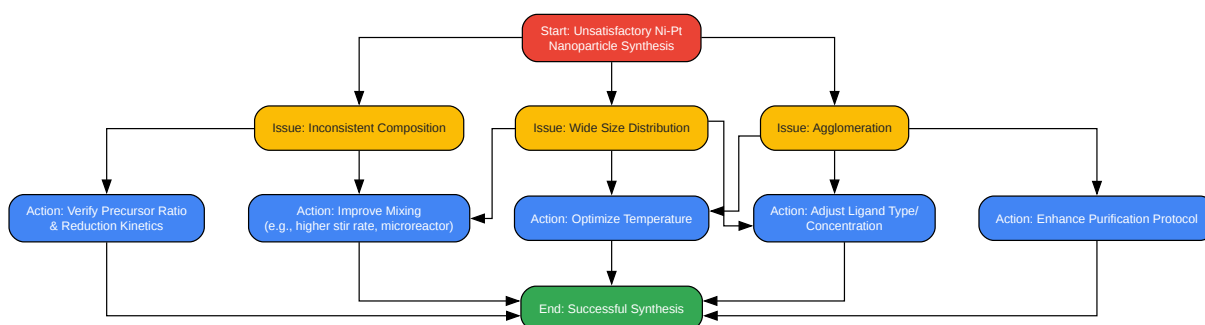 Start: Unsatisfactory Ni-Pt
Nanoparticle Synthesis
Issue: Inconsistent Composition
Issue: Wide Size Distribution
Issue: Agglomeration
Action: Verify Precursor Ratio
& Reduction Kinetics
Action: Improve Mixing
(e.g., higher stir rate, microreactor)
Action: Optimize Temperature
Action: Adjust Ligand Type/
Concentration
Action: Enhance Purification Protocol
End: Successful Synthesis